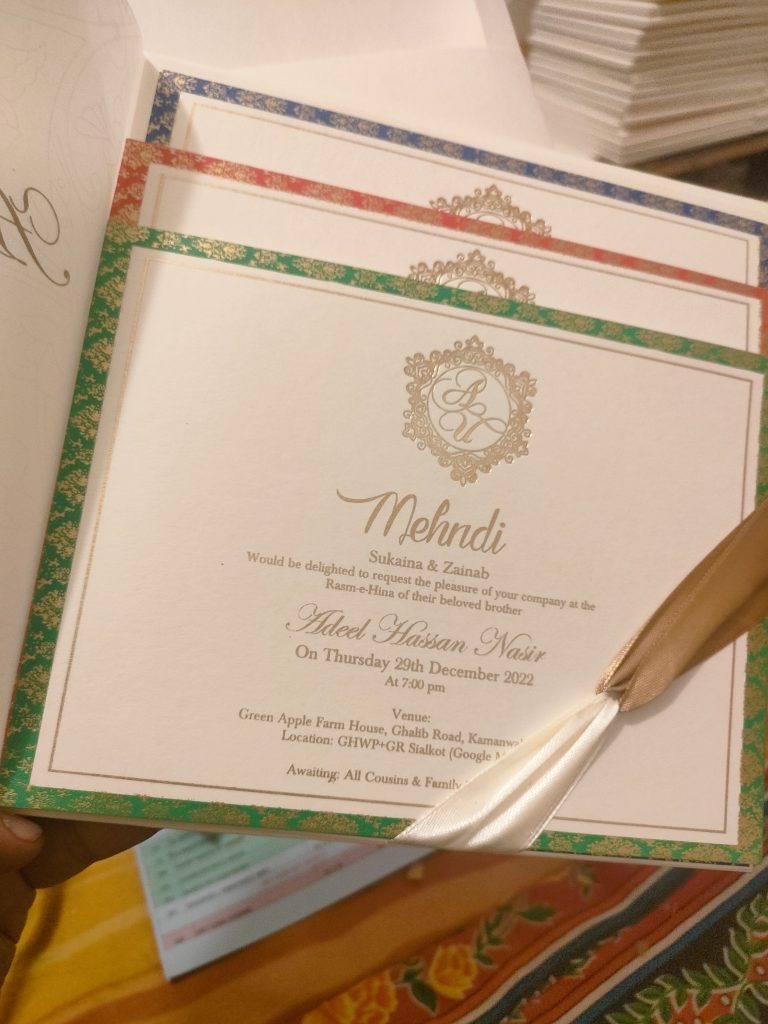 A
U
Mehndi
Sukaina & Zainab
Would be delighted to request the pleasure of your company at the
Rasm-e-Hina of their beloved brother
Adeel Hassan Nasir
On Thursday 29th December 2022
At 7:00 pm
Venue:
Green Apple Farm House, Ghalib Road,
Location: GHWP+GR Sialkot (Google
Awaiting: All Cousins & Family